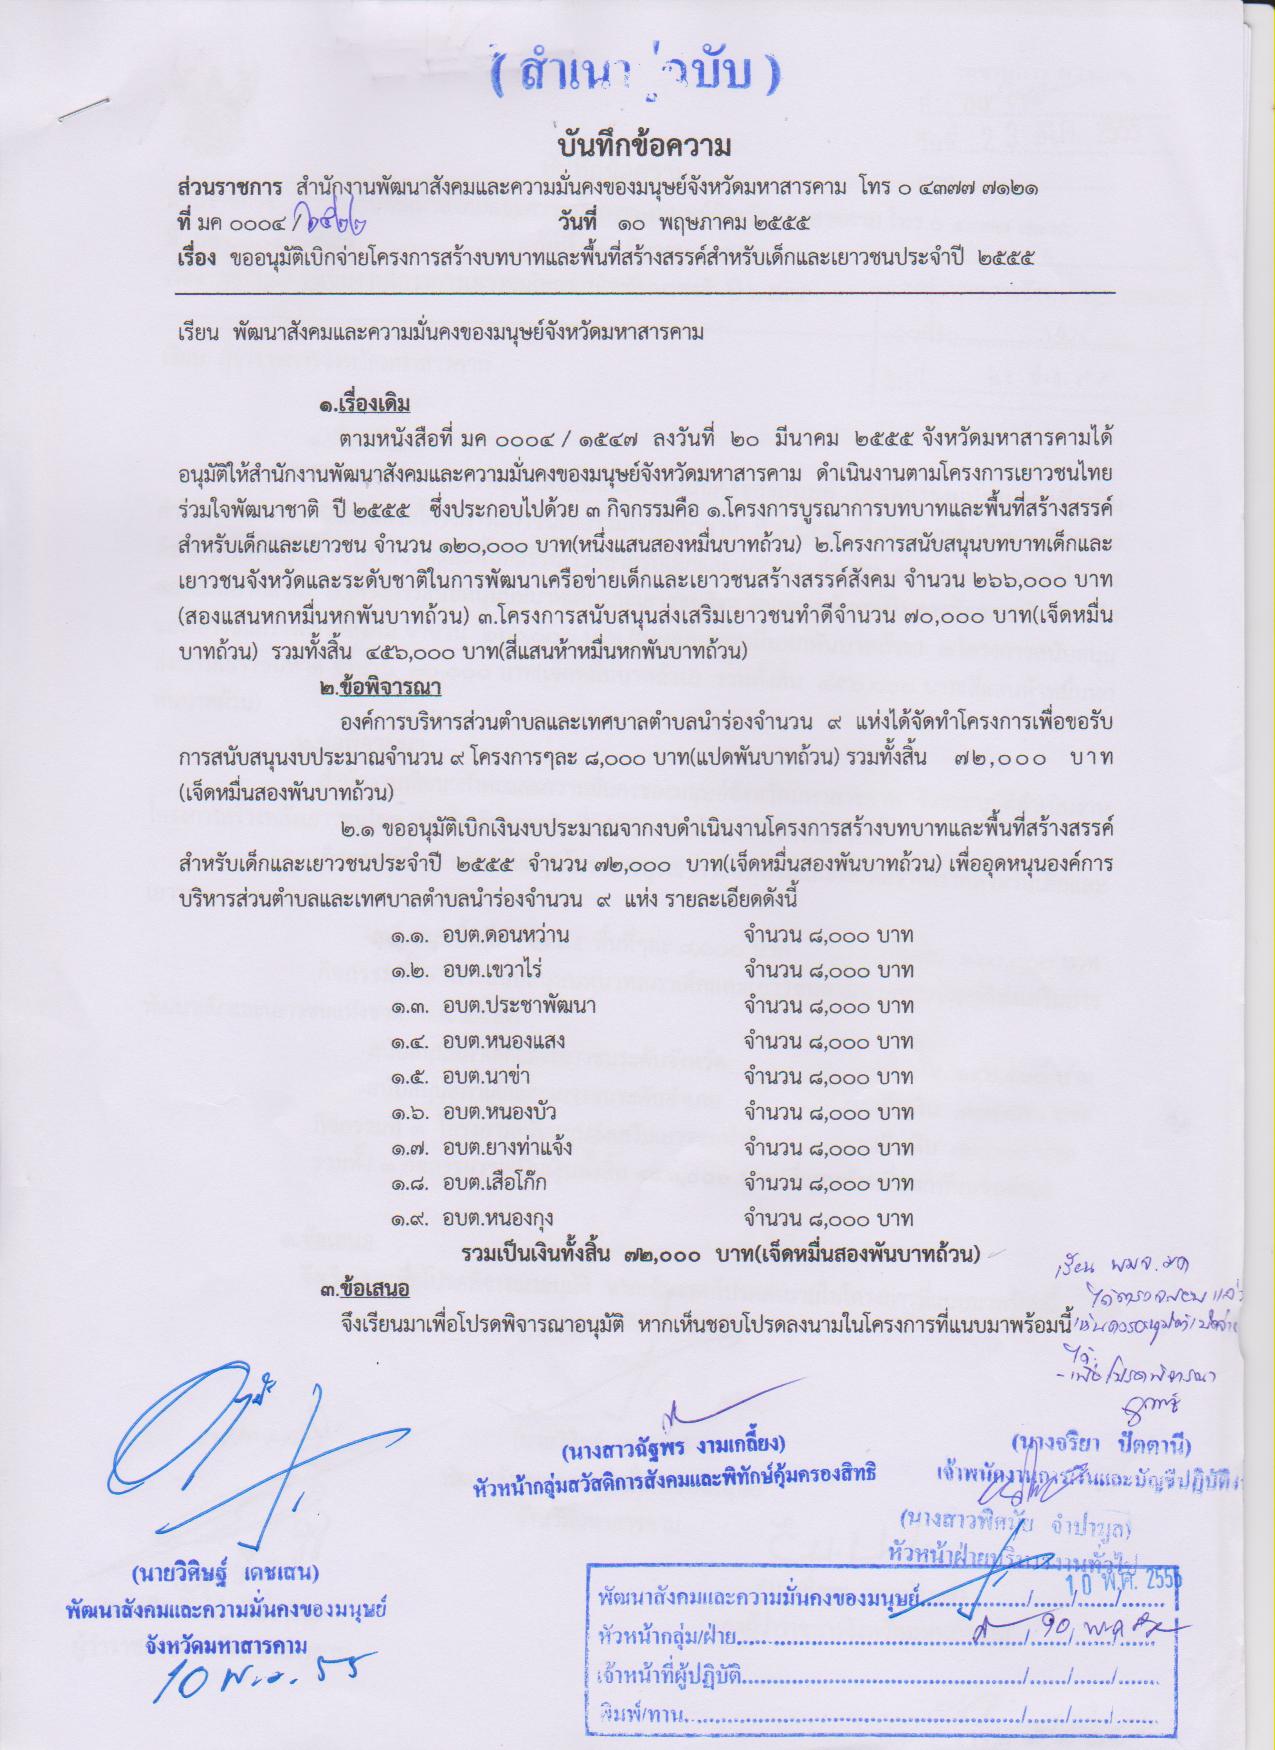 (สำเนาคู่ฉบับ)
บันทึกข้อความ
ส่วนราชการ สำนักงานพัฒนาสังคมและความมั่นคงของมนุษย์จังหวัดมหาสารคาม โทร ๐ ๔๓๗๗ ๗๑๒๑
ที่ มค ๐๐๐๔ / วันที่ ๑๐ พฤษภาคม ๒๕๕๕
เรื่อง ขออนุมัติเบิกจ่ายโครงการสร้างบทบาทและพื้นที่สร้างสรรค์สำหรับเด็กและเยาวชนประจำปี ๒๕๕๕
เรียน พัฒนาสังคมและความมั่นคงของมนุษย์จังหวัดมหาสารคาม
๑.เรื่องเดิม
ตามหนังสือที่ มค ๐๐๐๔ / ๑๕๔๗ ลงวันที่ ๒๐ มีนาคม ๒๕๕๕ จังหวัดมหาสารคามได้
อนุมัติให้สำนักงานพัฒนาสังคมและความมั่นคงของมนุษย์จังหวัดมหาสารคาม ดำเนินงานตามโครงการเยาวชนไทย
ร่วมใจพัฒนาชาติ ปี ๒๕๕๕ ซึ่งประกอบไปด้วย ๓ กิจกรรมคือ ๑.โครงการบูรณาการบทบาทและพื้นที่สร้างสรรค์
สำหรับเด็กและเยาวชน จำนวน ๑๒๐,๐๐๐ บาท(หนึ่งแสนสองหมื่นบาทถ้วน) ๒.โครงการสนับสนุนบทบาทเด็กและ
เยาวชนจังหวัดและระดับชาติในการพัฒนาเครือข่ายเด็กและเยาวชนสร้างสรรค์สังคม จำนวน ๒๖๖,๐๐๐ บาท
(สองแสนหกหมื่นหกพันบาทถ้วน) ๓.โครงการสนับสนุนส่งเสริมเยาวชนทำดีจำนวน ๗๐,๐๐๐ บาท(เจ็ดหมื่น
บาทถ้วน) รวมทั้งสิ้น ๔๕๖,๐๐๐ บาท(สี่แสนห้าหมื่นหกพันบาทถ้วน)
๒.ข้อพิจารณา
องค์การบริหารส่วนตำบลและเทศบาลตำบลนำร่องจำนวน ๙ แห่งได้จัดทำโครงการเพื่อขอรับ
การสนับสนุนงบประมาณจำนวน ๙ โครงการๆละ ๘,๐๐๐ บาท(แปดพันบาทถ้วน) รวมทั้งสิ้น ๗๒,๐๐๐ บาท
(เจ็ดหมื่นสองพันบาทถ้วน)
๒.๑ ขออนุมัติเบิกเงินงบประมาณจากงบดำเนินงานโครงการสร้างบทบาทและพื้นที่สร้างสรรค์
สำหรับเด็กและเยาวชนประจำปี ๒๕๕๕ จำนวน ๗๒,๐๐๐ บาท(เจ็ดหมื่นสองพันบาทถ้วน) เพื่ออุดหนุนองค์การ
บริหารส่วนตำบลและเทศบาลตำบลนำร่องจำนวน ๙ แห่ง รายละเอียดดังนี้
๑.๑. อบต.ดอนหว่าน จำนวน ๘,๐๐๐ บาท
๑.๒. อบต.เขวาไร่ จำนวน ๘,๐๐๐ บาท
๑.๓. อบต.ประชาพัฒนา จำนวน ๘,๐๐๐ บาท
๑.๔. อบต.หนองแสง จำนวน ๘,๐๐๐ บาท
๑.๕. อบต.นาข่า จำนวน ๘,๐๐๐ บาท
๑.๖. อบต.หนองบัว จำนวน ๘,๐๐๐ บาท
๑.๗. อบต.ยางท่าแจ้ง จำนวน ๘,๐๐๐ บาท
๑.๘. อบต.เสือโก๊ก จำนวน ๘,๐๐๐ บาท
๑.๙. อบต.หนองกุง จำนวน ๘,๐๐๐ บาท
รวมเป็นเงินทั้งสิ้น ๗๒,๐๐๐ บาท(เจ็ดหมื่นสองพันบาทถ้วน)
๓.ข้อเสนอ
จึงเรียนมาเพื่อโปรดพิจารณาอนุมัติ หากเห็นชอบโปรดลงนามในโครงการที่แนบมาพร้อมนี้
เรียน พมจ.มค
ได้ตรวจสอบแล้ว
เห็นควรอนุมัติเบิกจ่าย
ได้
-เพื่อโปรดพิจารณา
(นางสาวฉัฐพร งามเกลี้ยง)
หัวหน้ากลุ่มสวัสดิการสังคมและพิทักษ์คุ้มครองสิทธิ
(นางจริยา ปัตตานี)
เจ้าพนักงานการเงินและบัญชีปฏิบัติงาน
(นางสาวพิศมัย จำปามูล)
หัวหน้าฝ่ายบริหารงานทั่วไป
(นายวิศิษฐ์ เดชเสน)
พัฒนาสังคมและความมั่นคงของมนุษย์
จังหวัดมหาสารคาม
10 พ.ค. 55
10 พ.ค. 2555
พัฒนาสังคมและความมั่นคงของมนุษย์................/....../....../......
หัวหน้ากลุ่ม/ฝ่าย................/ 10 พค
เจ้าหน้าที่ผู้ปฏิบัติ................/....../....../......
พิมพ์/ทาน................/....../....../......